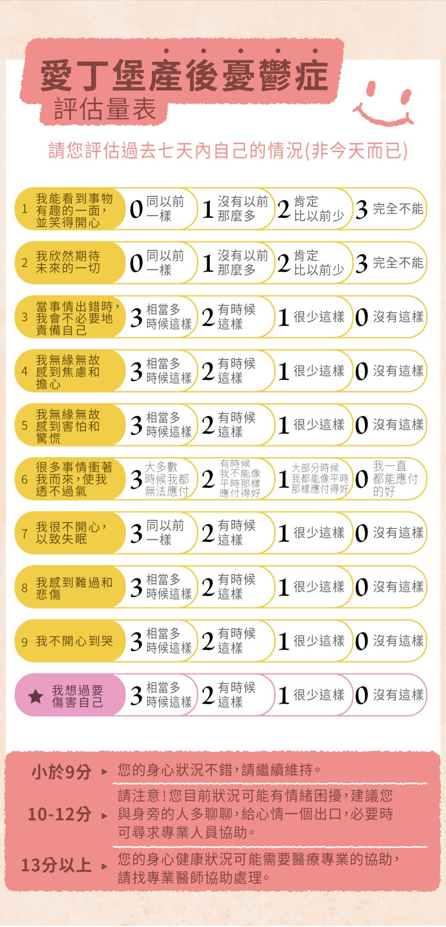 愛丁堡產後憂鬱症
評估量表
請您評估過去七天內自己的情況(非今天而已)
1 我能看到事物
有趣的一面,
並笑得開心
0 同以前
一樣
1 沒有以前
那麼多
2 肯定
比以前少
3 完全不能
2 我欣然期待
未來的一切
0 同以前
一樣
1 沒有以前
那麼多
2 肯定
比以前少
3 完全不能
3 當事情出錯時,
我會不必要地
責備自己
3 相當多
時候這樣
2 有時候
這樣
1 很少這樣
0 沒有這樣
4 我無緣無故
感到焦慮和
擔心
3 相當多
時候這樣
2 有時候
這樣
1 很少這樣
0 沒有這樣
5 我無緣無故
感到害怕和
驚慌
3 相當多
時候這樣
2 有時候
這樣
1 很少這樣
0 沒有這樣
6 很多事情衝著
我而來,使我
透不過氣
3 大多數
時候我都
無法應付
2 有時候
我不能像
平時那樣
應付得好
1 大部分時候
我都能像平時
那樣應付得好
0 我一直
都能應付
的好
7 我很不開心,
以致失眠
3 同以前
一樣
2 有時候
這樣
1 很少這樣
0 沒有這樣
8 我感到難過和
悲傷
3 相當多
時候這樣
2 有時候
這樣
1 很少這樣
0 沒有這樣
9 我不開心到哭
3 相當多
時候這樣
2 有時候
這樣
1 很少這樣
0 沒有這樣
★ 我想過要
傷害自己
3 相當多
時候這樣
2 有時候
這樣
1 很少這樣
0 沒有這樣
小於9分 ▸ 您的身心狀況不錯,請繼續維持。
10-12分 ▸ 請注意!您目前狀況可能有情緒困擾,建議您
與身旁的人多聊聊,給心情一個出口,必要時
可尋求專業人員協助。
13分以上 ▸ 您的身心健康狀況可能需要醫療專業的協助,
請找專業醫師協助處理。